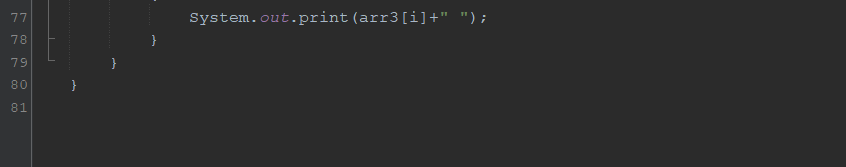 77 System.out.print(arr3[i]+" ");
78 }
79 }
80 }
81